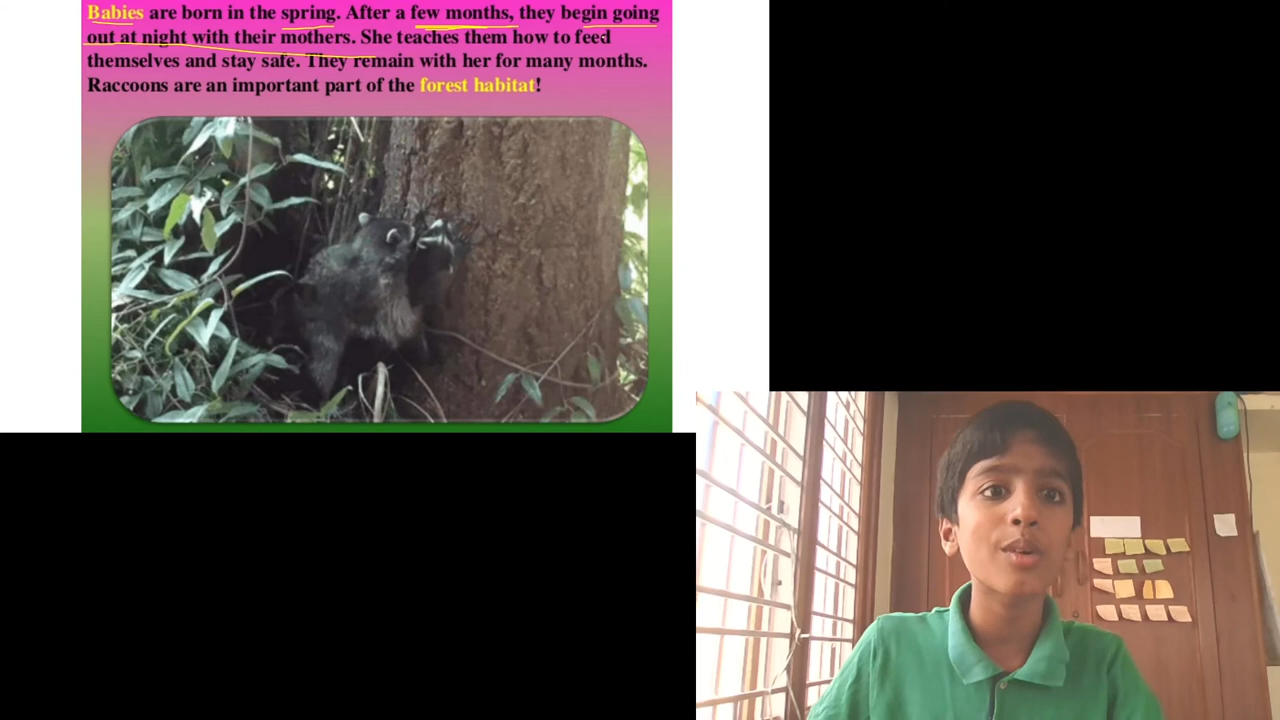 Babies are born in the spring. After a few months, they begin going
out at night with their mothers. She teaches them how to feed
themselves and stay safe. They remain with her for many months.
Raccoons are an important part of the forest habitat!